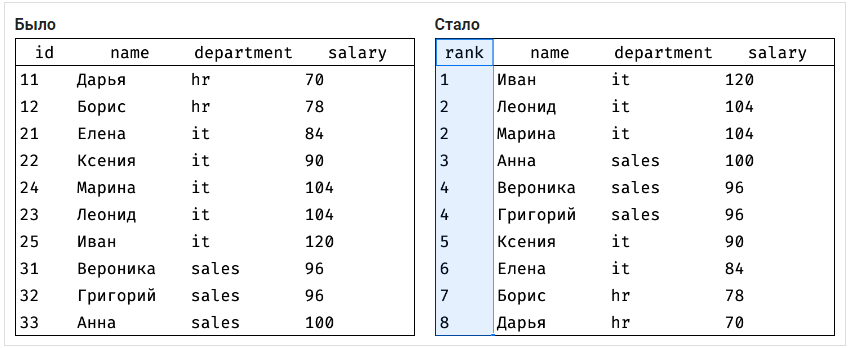 Было
id name department salary
11 Дарья hr 70
12 Борис hr 78
21 Елена it 84
22 Ксения it 90
24 Марина it 104
23 Леонид it 104
25 Иван it 120
31 Вероника sales 96
32 Григорий sales 96
33 Анна sales 100
Стало
rank name department salary
1 Иван it 120
2 Леонид it 104
2 Марина it 104
3 Анна sales 100
4 Вероника sales 96
4 Григорий sales 96
5 Ксения it 90
6 Елена it 84
7 Борис hr 78
8 Дарья hr 70